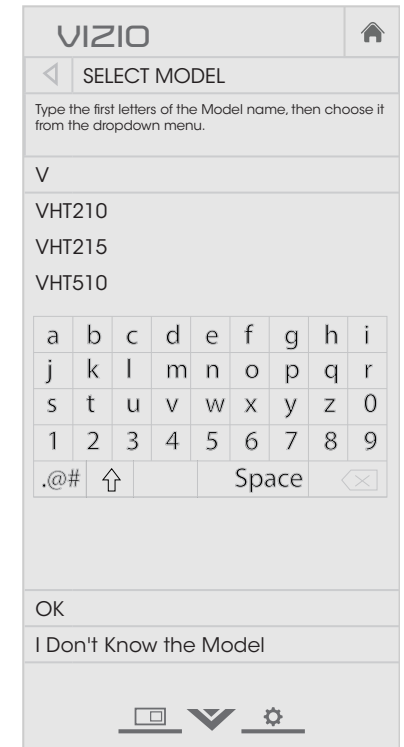 VIZIO
SELECT MODEL
Type the first letters of the Model name, then choose it
from the dropdown menu.
V
VHT210
VHT215
VHT510
a b c d e f g h i
j k l m n o p q r
s t u v w x y z 0
1 2 3 4 5 6 7 8 9
.@# Space
OK
I Don't Know the Model